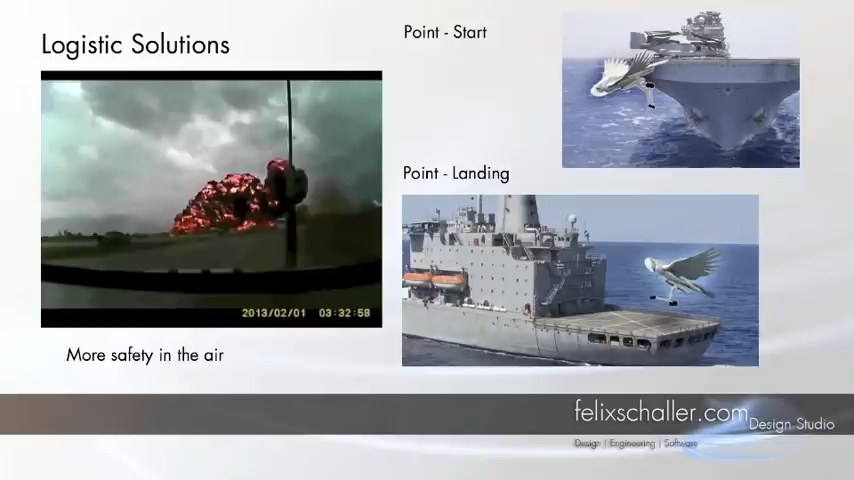 Logistic Solutions
Point - Start
Point - Landing
2013/02/01 03:32:58
More safety in the air
felixschaller.com
Design Studio
Design | Engineering | Software